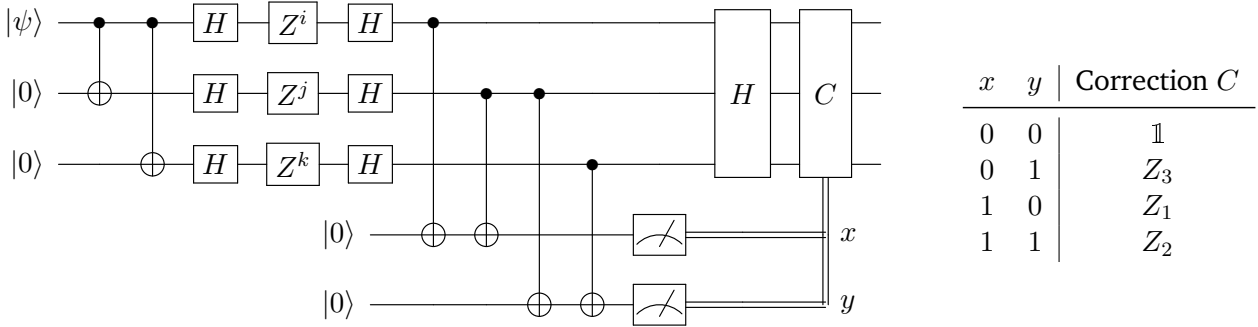 |ψ⟩ H Z^i H
|0⟩ H Z^j H H C
|0⟩ H Z^k H
|0⟩ x
|0⟩ y
x y Correction C
0 0 𝟙
0 1 Z_3
1 0 Z_1
1 1 Z_2